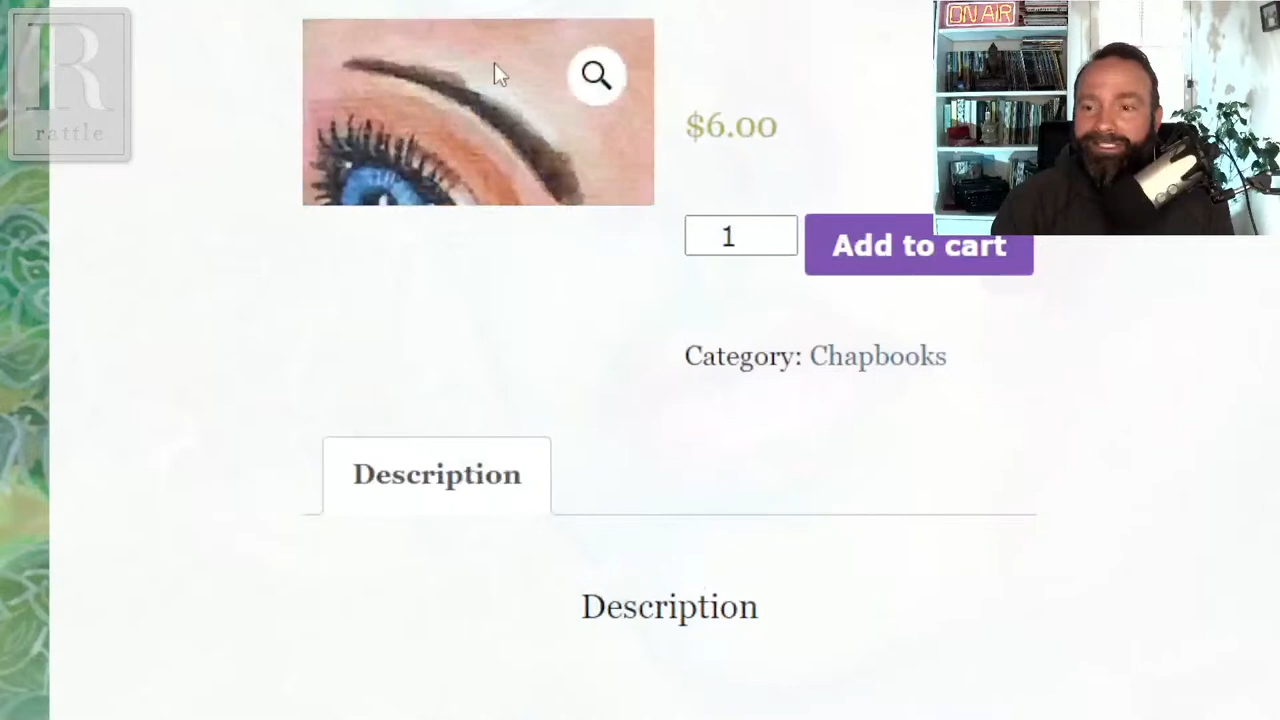 R
rattle
ON AIR
$6.00
1
Add to cart
Category: Chapbooks
Description
Description